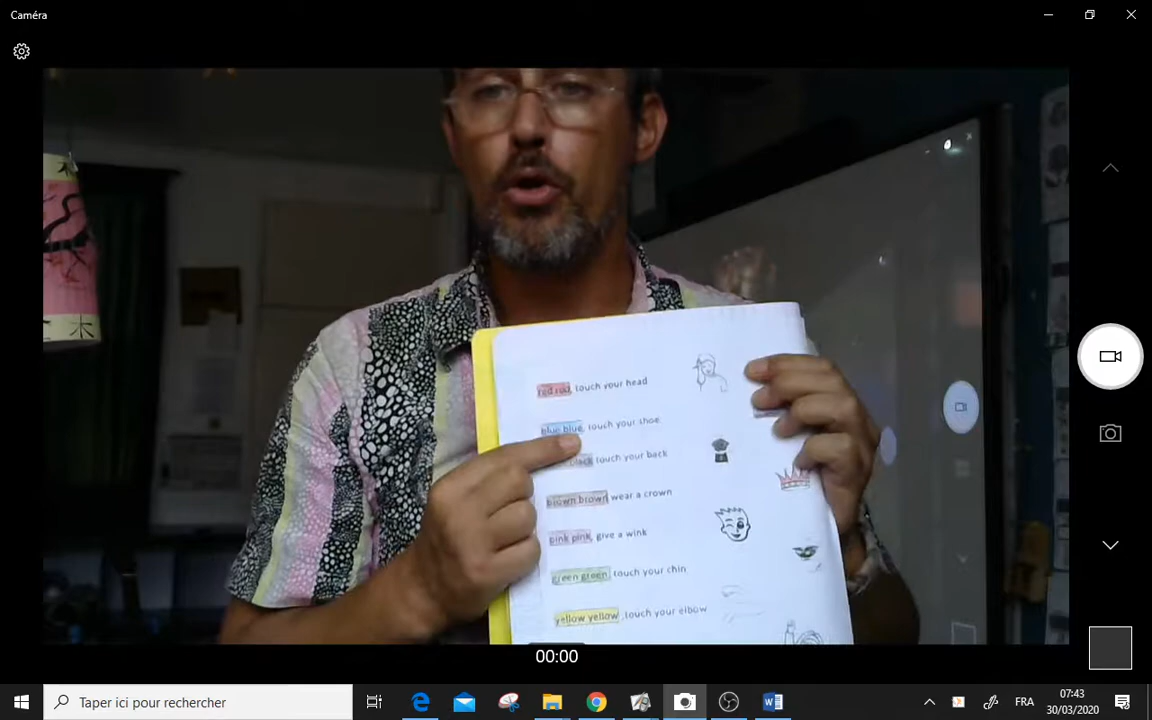 Caméra
red red, touch your head
blue blue, touch your shoe
black touch your back
brown brown wear a crown
pink pink, give a wink
green green touch your chin
yellow yellow ,touch your elbow
00:00
Taper ici pour rechercher
FRA
07:43
30/03/2020